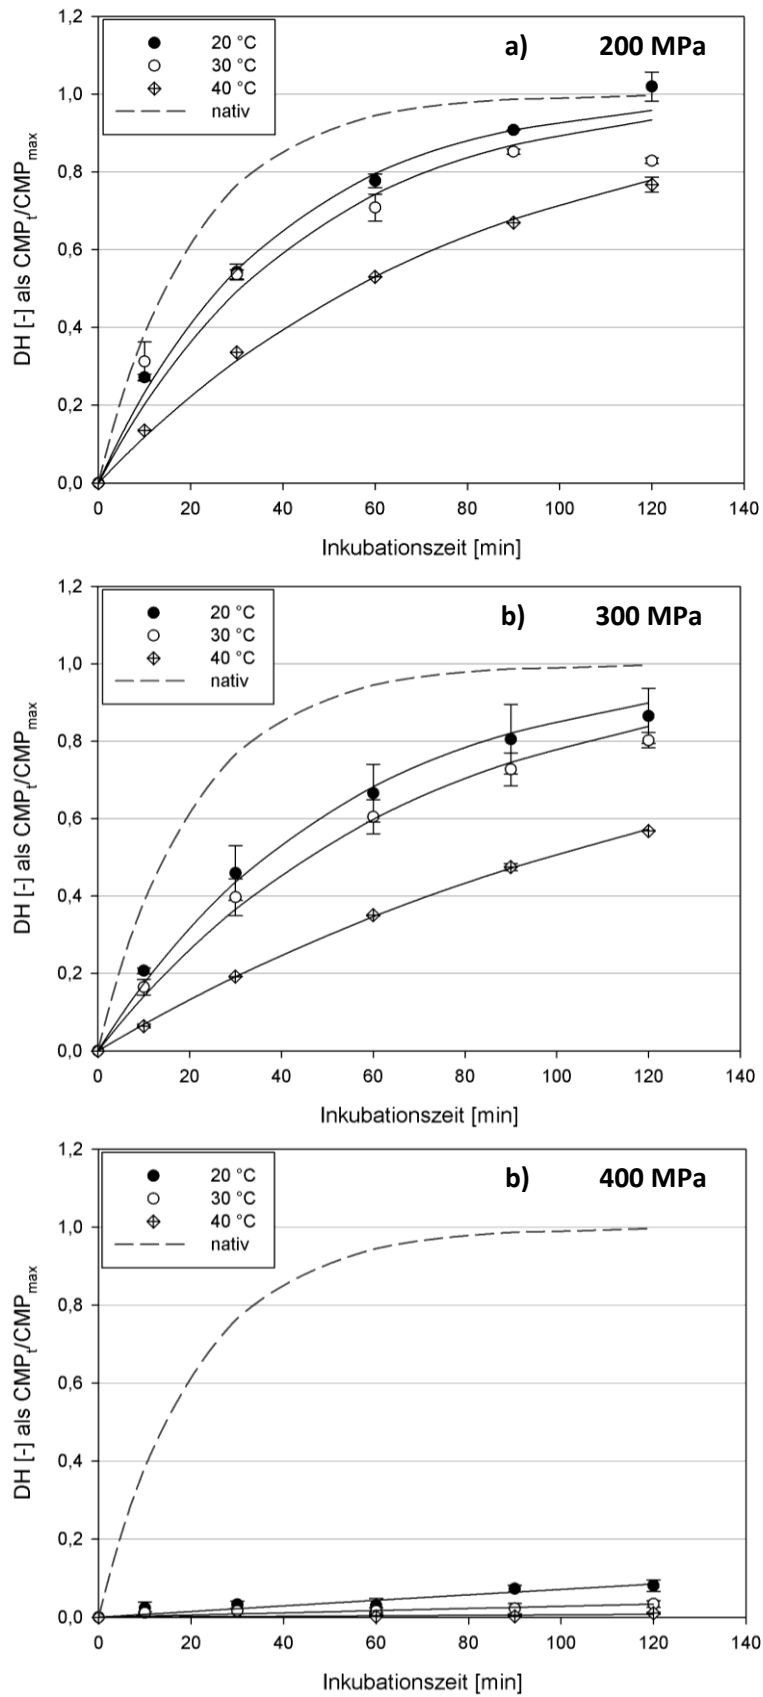 1,2
20 °C
30 °C
40 °C
nativ
a) 200 MPa
1,0
0,8
0,6
0,4
0,2
0,0
DH [-] als CMPt/CMPmax
0 20 40 60 80 100 120 140
Inkubationszeit [min]
1,2
20 °C
30 °C
40 °C
nativ
b) 300 MPa
1,0
0,8
0,6
0,4
0,2
0,0
DH [-] als CMPt/CMPmax
0 20 40 60 80 100 120 140
Inkubationszeit [min]
1,2
20 °C
30 °C
40 °C
nativ
b) 400 MPa
1,0
0,8
0,6
0,4
0,2
0,0
DH [-] als CMPt/CMPmax
0 20 40 60 80 100 120 140
Inkubationszeit [min]